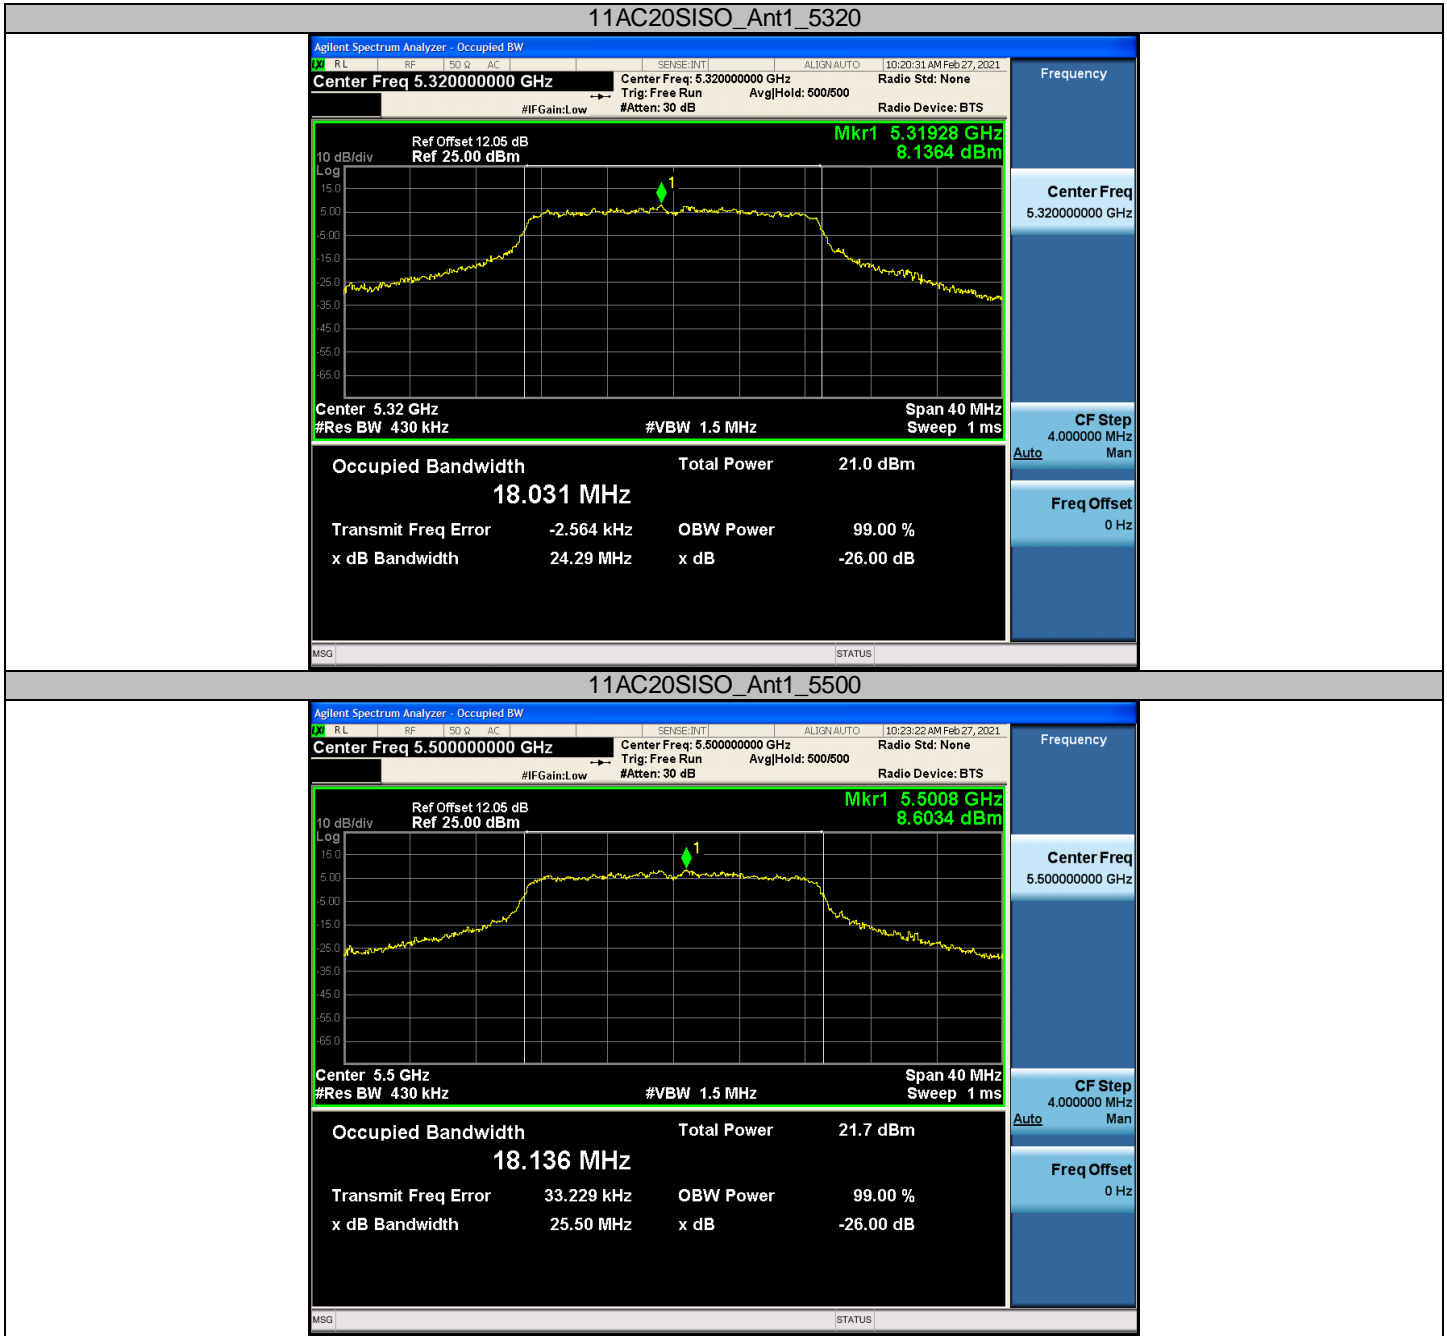 11AC20SISO_Ant1_5320
Agilent Spectrum Analyzer - Occupied BW
LXI RL RF 50 Ω AC SENSE:INT ALIGN AUTO 10:20:31 AM Feb 27, 2021
Center Freq 5.320000000 GHz Center Freq: 5.320000000 GHz Radio Std: None Frequency
Trig: Free Run Avg|Hold: 500/500
#IFGain:Low #Atten: 30 dB Radio Device: BTS
Mkr1 5.31928 GHz
8.1364 dBm
Ref Offset 12.05 dB
10 dB/div Ref 25.00 dBm
Log
1
15.0
5.00
-5.00
-15.0
-25.0
-35.0
-45.0
-55.0
-65.0
Center Freq
5.320000000 GHz
Center 5.32 GHz Span 40 MHz
#Res BW 430 kHz #VBW 1.5 MHz Sweep 1 ms
CF Step
4.000000 MHz
Auto Man
Occupied Bandwidth Total Power 21.0 dBm
18.031 MHz
Freq Offset
0 Hz
Transmit Freq Error -2.564 kHz OBW Power 99.00 %
x dB Bandwidth 24.29 MHz x dB -26.00 dB
MSG STATUS
11AC20SISO_Ant1_5500
Agilent Spectrum Analyzer - Occupied BW
LXI RL RF 50 Ω AC SENSE:INT ALIGN AUTO 10:23:22 AM Feb 27, 2021
Center Freq 5.500000000 GHz Center Freq: 5.500000000 GHz Radio Std: None Frequency
Trig: Free Run Avg|Hold: 500/500
#IFGain:Low #Atten: 30 dB Radio Device: BTS
Mkr1 5.5008 GHz
8.6034 dBm
Ref Offset 12.05 dB
10 dB/div Ref 25.00 dBm
Log
1
15.0
5.00
-5.00
-15.0
-25.0
-35.0
-45.0
-55.0
-65.0
Center Freq
5.500000000 GHz
Center 5.5 GHz Span 40 MHz
#Res BW 430 kHz #VBW 1.5 MHz Sweep 1 ms
CF Step
4.000000 MHz
Auto Man
Occupied Bandwidth Total Power 21.7 dBm
18.136 MHz
Freq Offset
0 Hz
Transmit Freq Error 33.229 kHz OBW Power 99.00 %
x dB Bandwidth 25.50 MHz x dB -26.00 dB
MSG STATUS